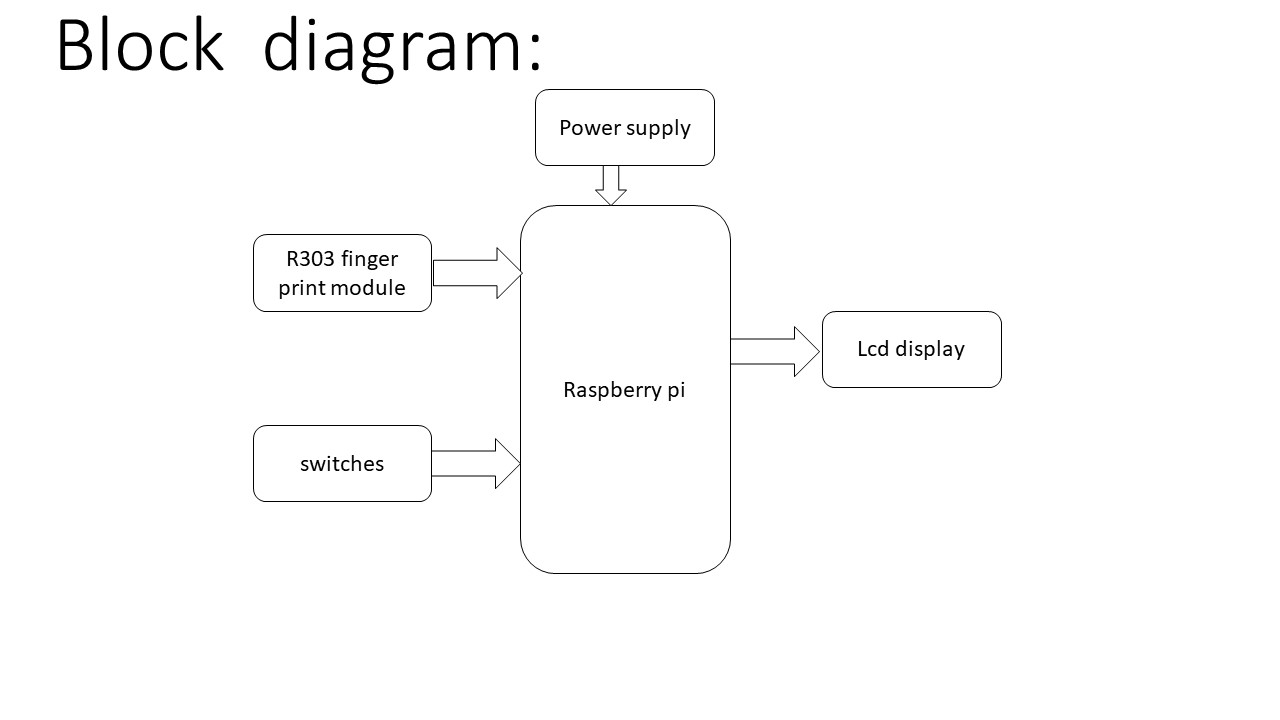 Block diagram:
Power supply
R303 finger
print module
Lcd display
Raspberry pi
switches